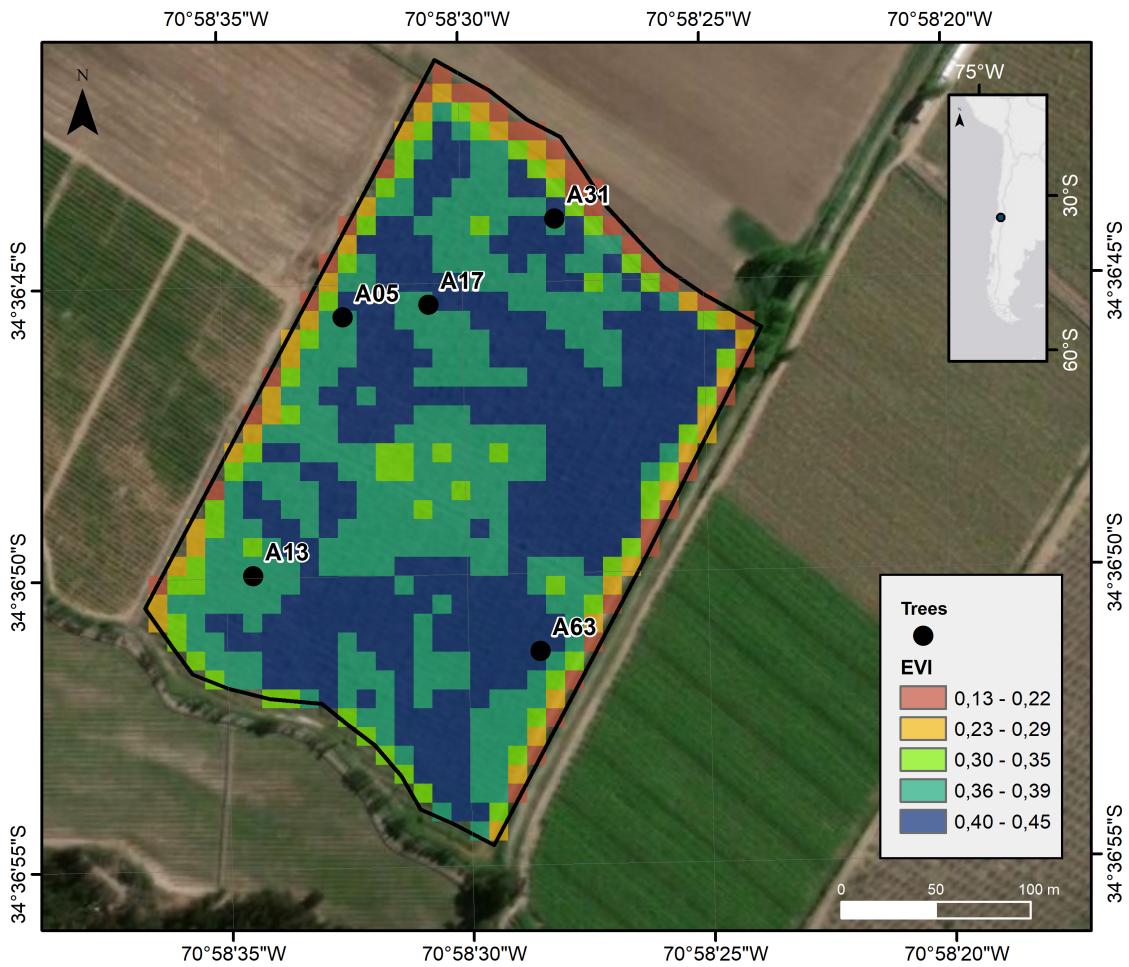 70°58'35"W 70°58'30"W 70°58'25"W 70°58'20"W
N
75°W
N
30°S
60°S
A31
A17
A05
A13
A63
34°36'45"S
34°36'45"S
34°36'50"S
34°36'50"S
34°36'55"S
34°36'55"S
Trees
EVI
0,13 - 0,22
0,23 - 0,29
0,30 - 0,35
0,36 - 0,39
0,40 - 0,45
0 50 100 m
70°58'35"W 70°58'30"W 70°58'25"W 70°58'20"W